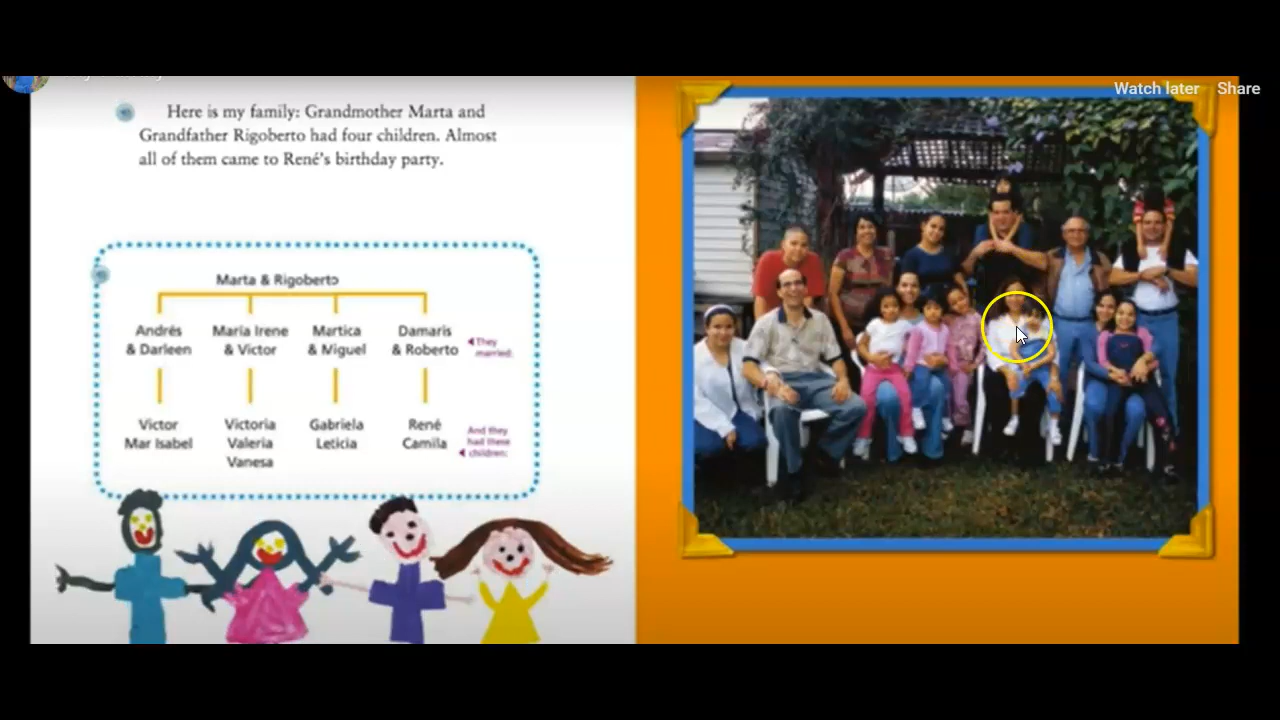 Watch later Share
Here is my family: Grandmother Marta and
Grandfather Rigoberto had four children. Almost
all of them came to René's birthday party.
Marta & Rigoberto
Andrés
& Darleen
María Irene
& Victor
Martica
& Miguel
Damaris
& Roberto
They
married:
Victor
Mar Isabel
Victoria
Valeria
Vanesa
Gabriela
Leticia
René
Camila
And they
had these
children: